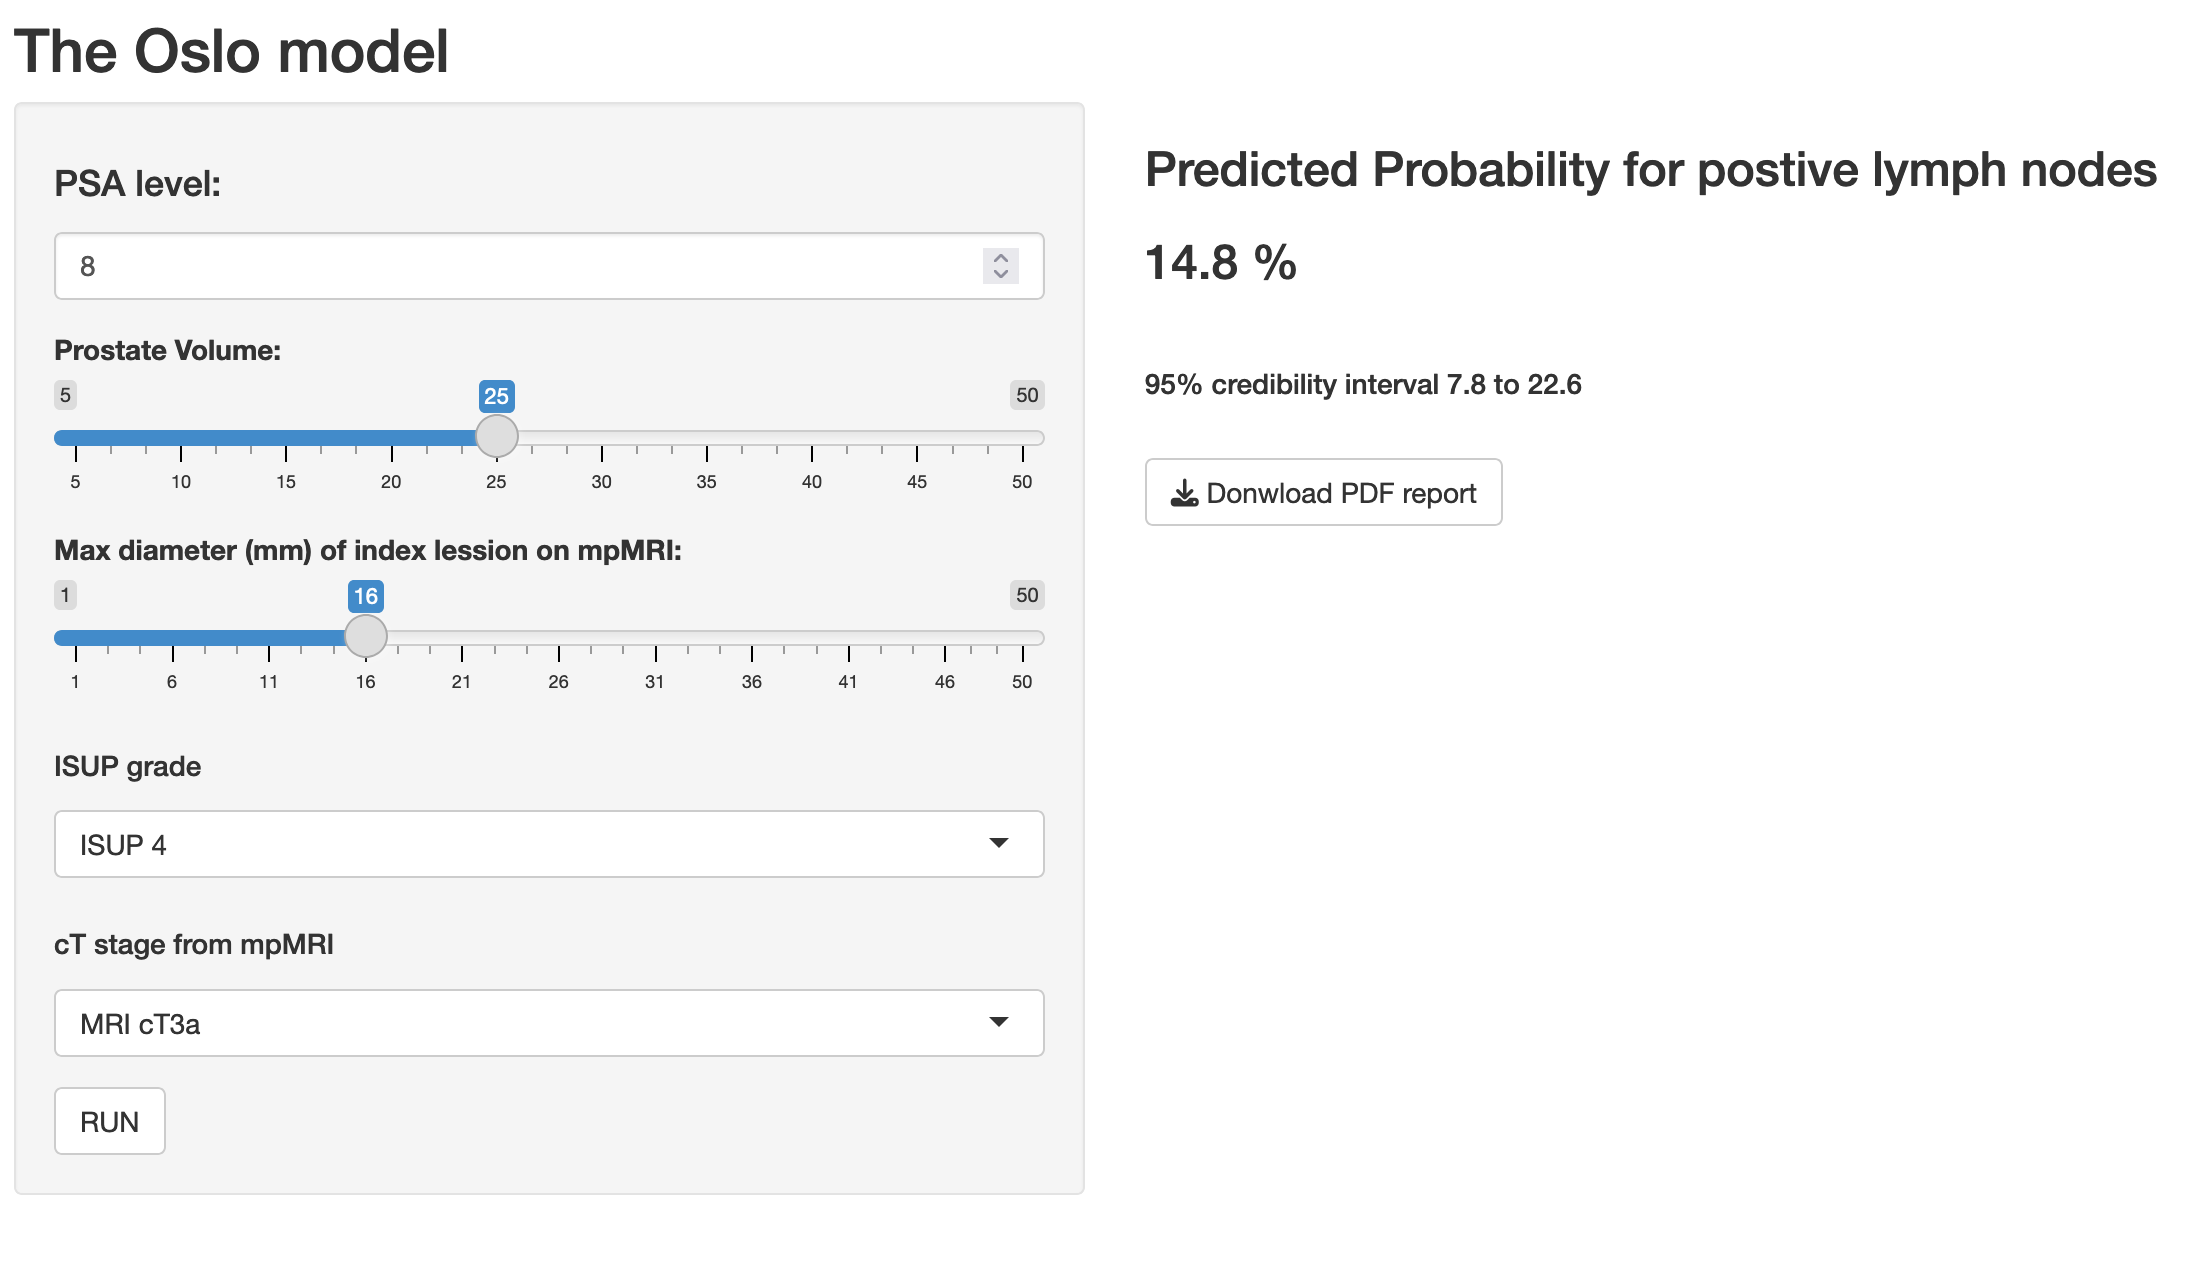 The Oslo model
PSA level:
8
Prostate Volume:
5 25 50
5 10 15 20 25 30 35 40 45 50
Max diameter (mm) of index lession on mpMRI:
1 16 50
1 6 11 16 21 26 31 36 41 46 50
ISUP grade
ISUP 4
cT stage from mpMRI
MRI cT3a
RUN
Predicted Probability for postive lymph nodes
14.8 %
95% credibility interval 7.8 to 22.6
Donwload PDF report